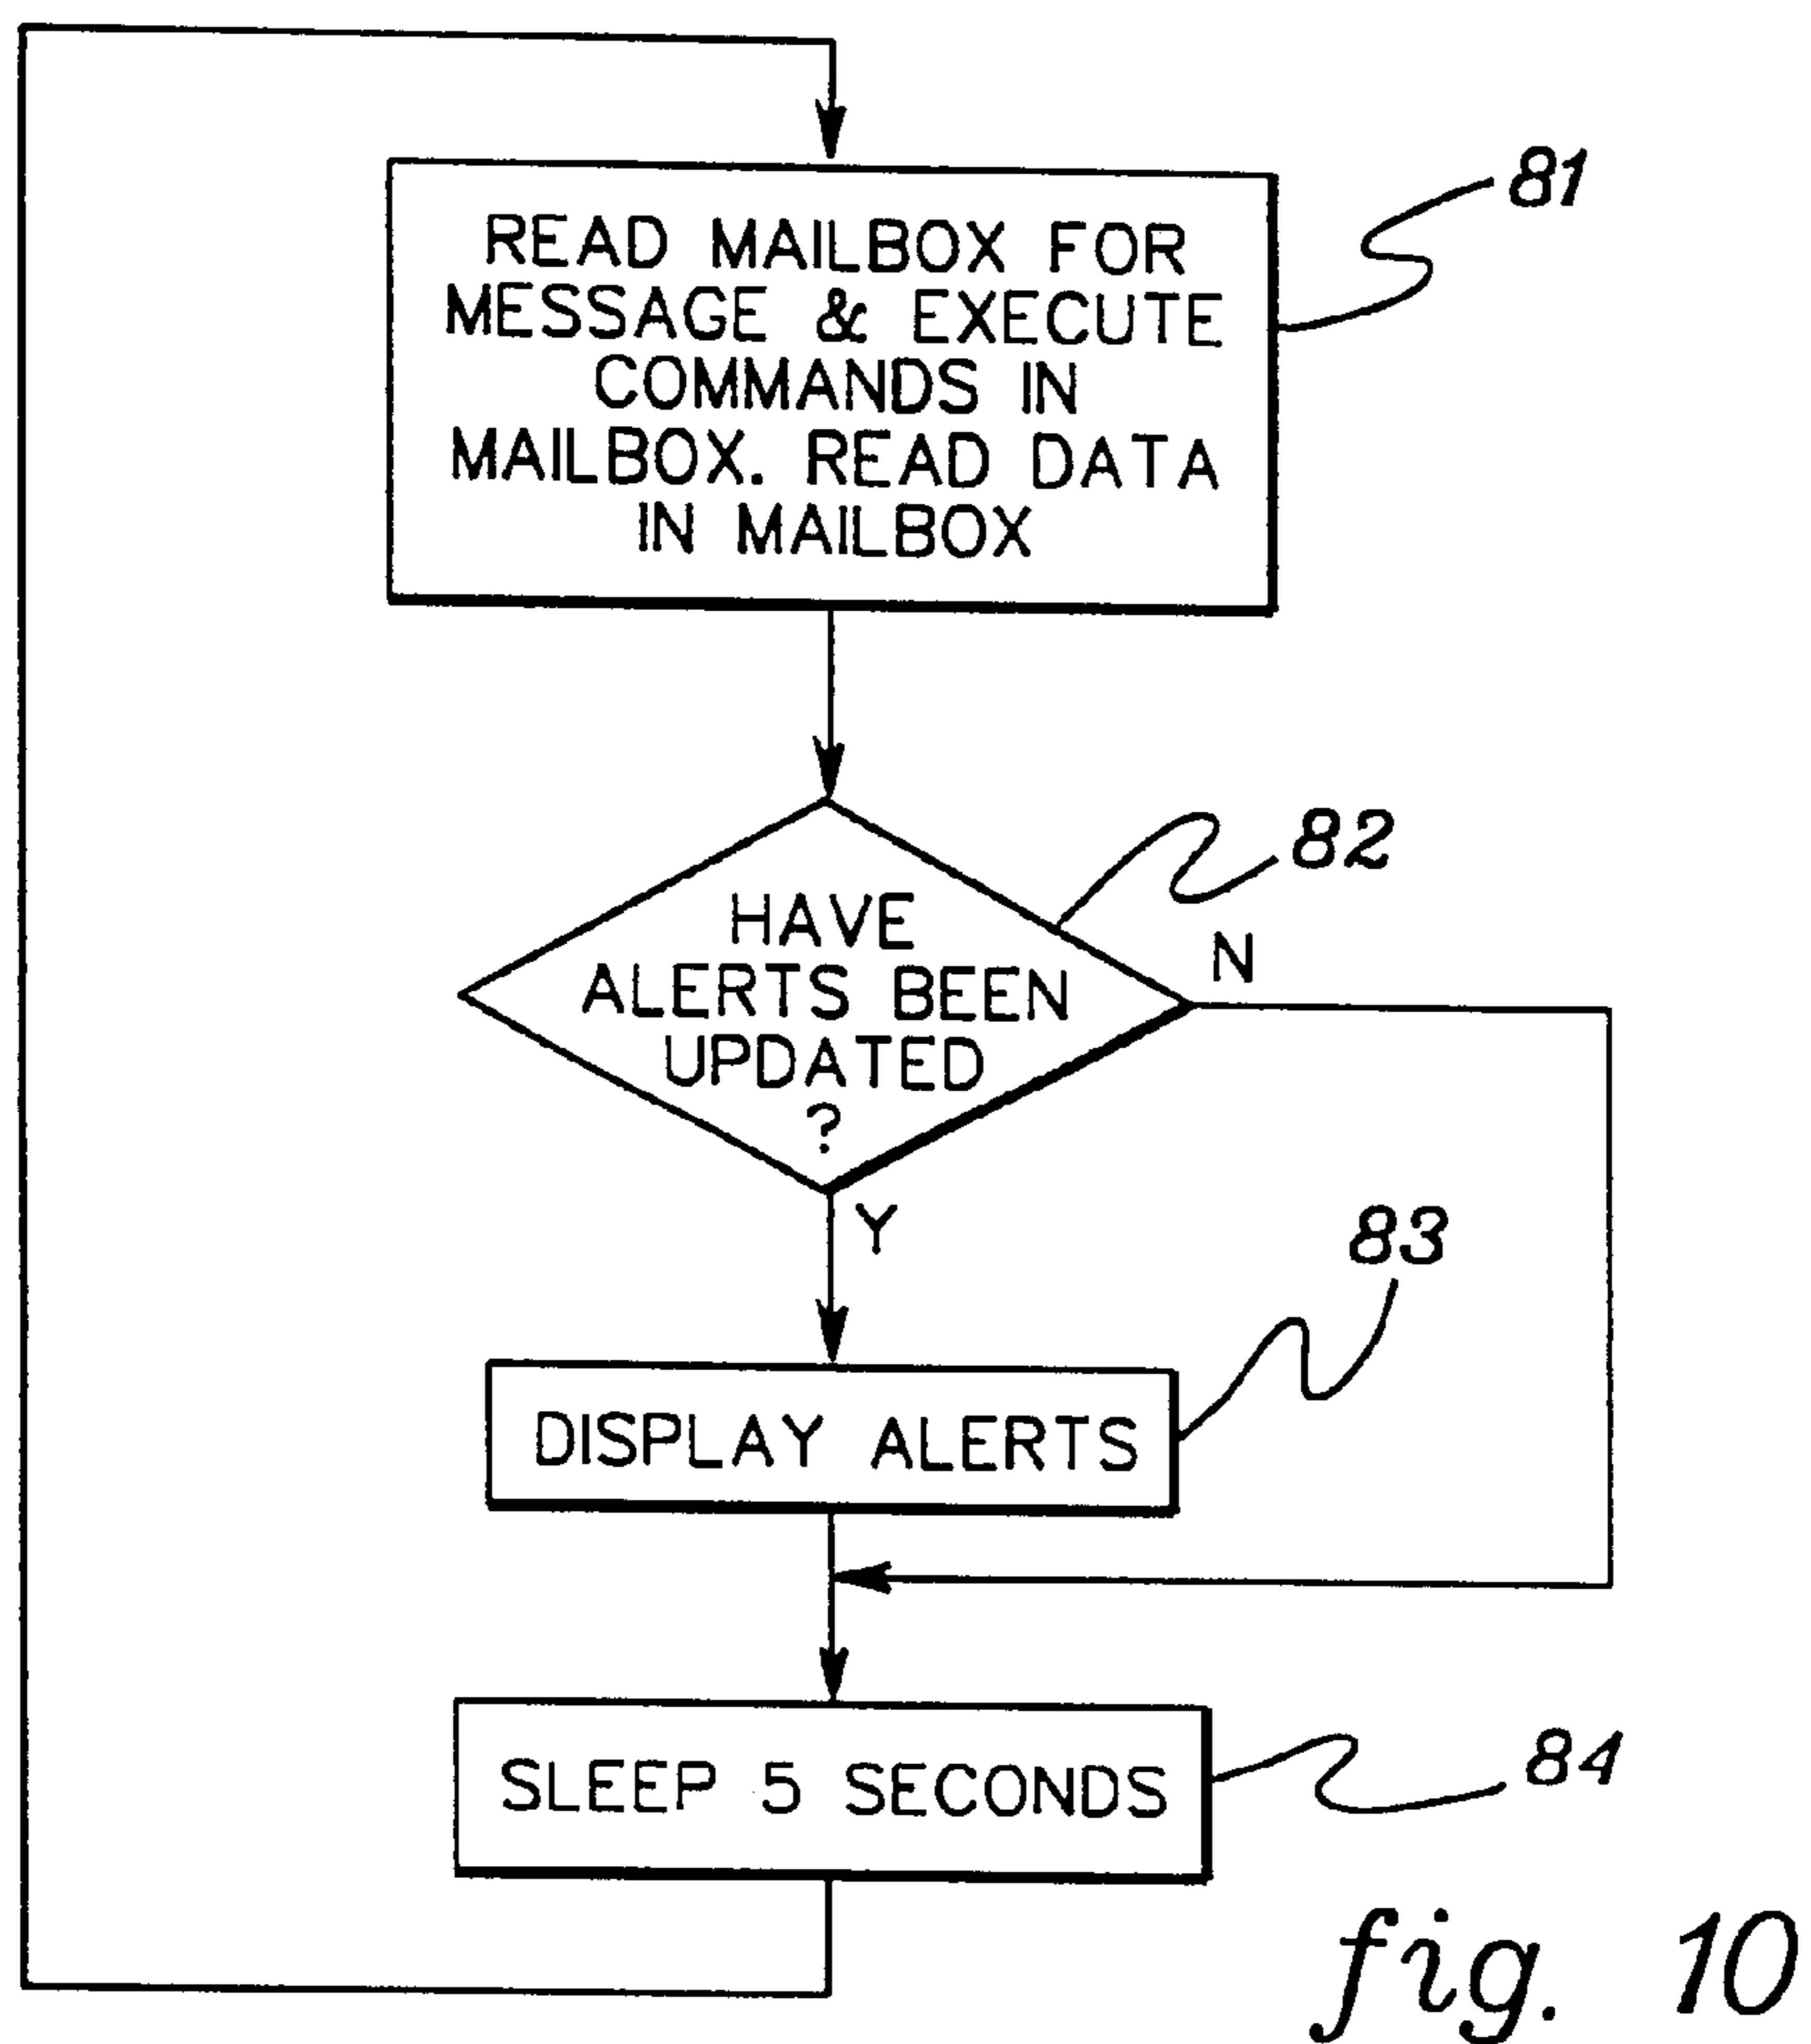 81
READ MAILBOX FOR
MESSAGE & EXECUTE
COMMANDS IN
MAILBOX. READ DATA
IN MAILBOX
82
HAVE
ALERTS BEEN
UPDATED
?
N
Y
83
DISPLAY ALERTS
84
SLEEP 5 SECONDS
fig. 10